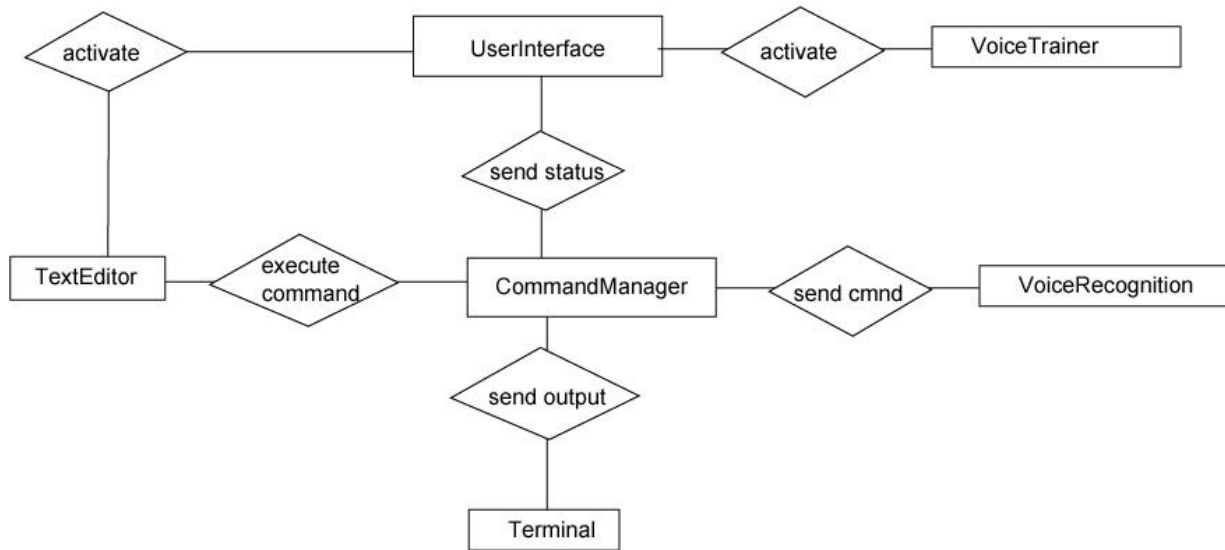 activate
UserInterface
activate
VoiceTrainer
send status
TextEditor
execute
command
CommandManager
send cmnd
VoiceRecognition
send output
Terminal